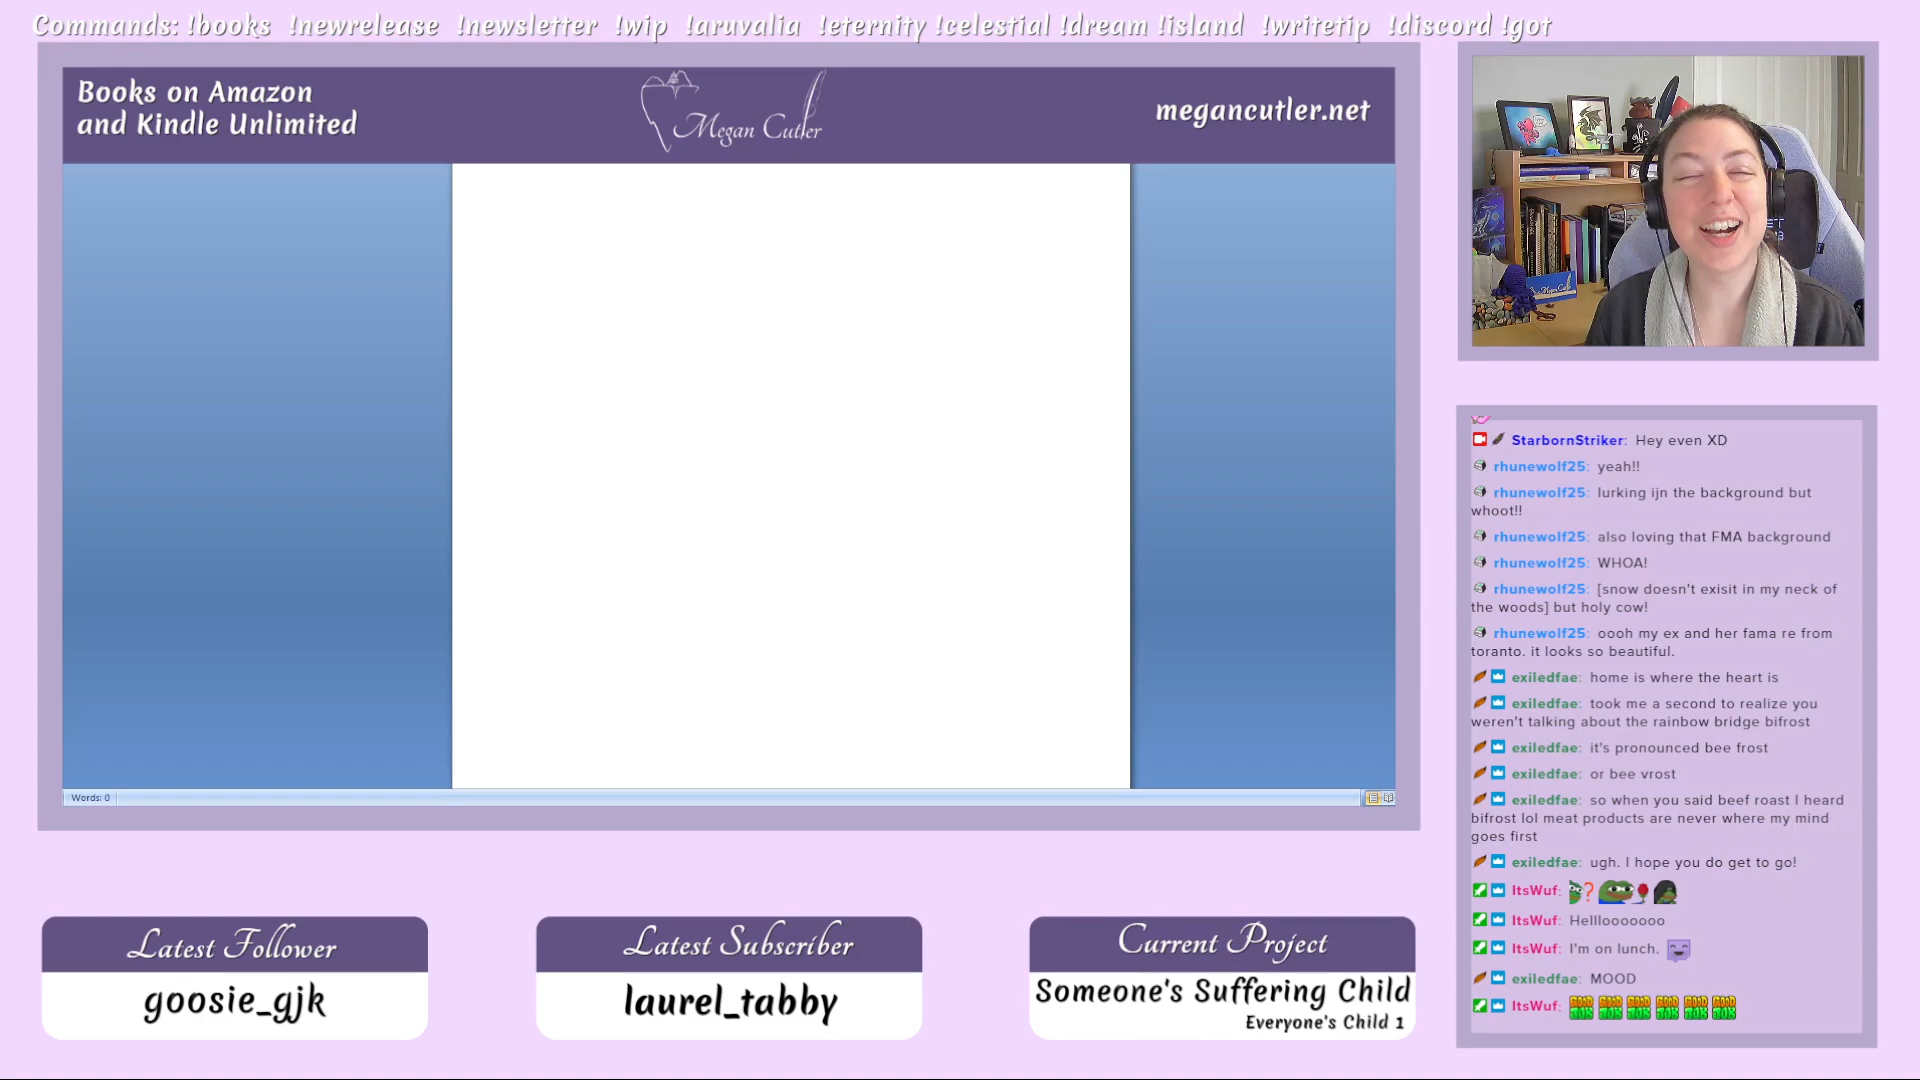 Commands: !books !newrelease !newsletter !wip !aruvalia !eternity !celestial !dream !island !writetip !discord !got
Books on Amazon
and Kindle Unlimited
Megan Cutler
megancutler.net
Words: 0
StarbornStriker: Hey even XD
rhunewolf25: yeah!!
rhunewolf25: lurking ijn the background but
whoot!!
rhunewolf25: also loving that FMA background
rhunewolf25: WHOA!
rhunewolf25: [snow doesn't exisit in my neck of
the woods] but holy cow!
rhunewolf25: oooh my ex and her fama re from
toranto. it looks so beautiful.
exiledfae: home is where the heart is
exiledfae: took me a second to realize you
weren't talking about the rainbow bridge bifrost
exiledfae: it's pronounced bee frost
exiledfae: or bee vrost
exiledfae: so when you said beef roast I heard
bifrost lol meat products are never where my mind
goes first
exiledfae: ugh. I hope you do get to go!
ItsWuf:
ItsWuf: Helllooooooo
ItsWuf: I'm on lunch.
exiledfae: MOOD
ItsWuf:
Latest Follower
goosie_gjk
Latest Subscriber
laurel_tabby
Current Project
Someone's Suffering Child
Everyone's Child 1